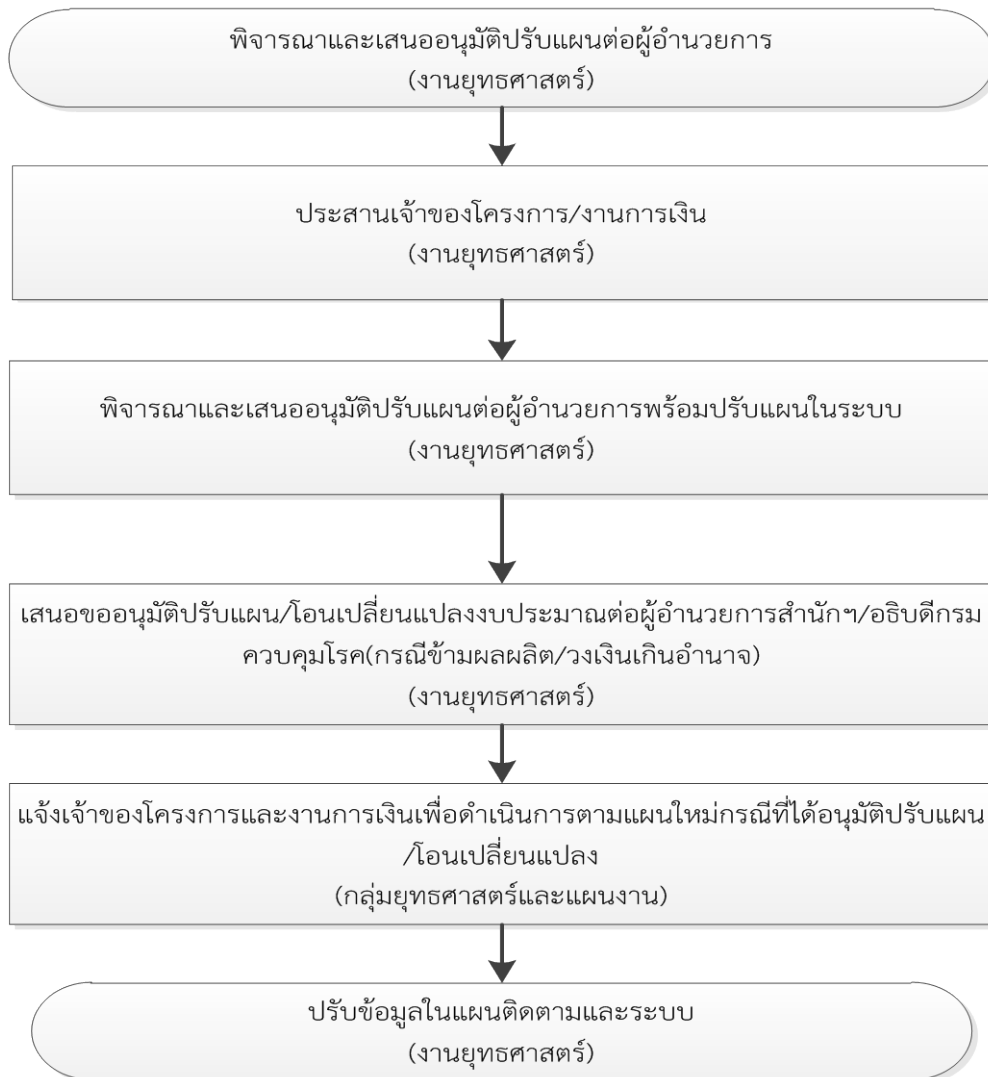 พิจารณาและเสนออนุมัติปรับแผนต่อผู้อำนวยการ
(งานยุทธศาสตร์)
ประสานเจ้าของโครงการ/งานการเงิน
(งานยุทธศาสตร์)
พิจารณาและเสนออนุมัติปรับแผนต่อผู้อำนวยการพร้อมปรับแผนในระบบ
(งานยุทธศาสตร์)
เสนอขออนุมัติปรับแผน/โอนเปลี่ยนแปลงงบประมาณต่อผู้อำนวยการสำนักฯ/อธิบดีกรม
ควบคุมโรค(กรณีข้ามผลผลิต/วงเงินเกินอำนาจ)
(งานยุทธศาสตร์)
แจ้งเจ้าของโครงการและงานการเงินเพื่อดำเนินการตามแผนใหม่กรณีที่ได้อนุมัติปรับแผน
/โอนเปลี่ยนแปลง
(กลุ่มยุทธศาสตร์และแผนงาน)
ปรับข้อมูลในแผนติดตามและระบบ
(งานยุทธศาสตร์)